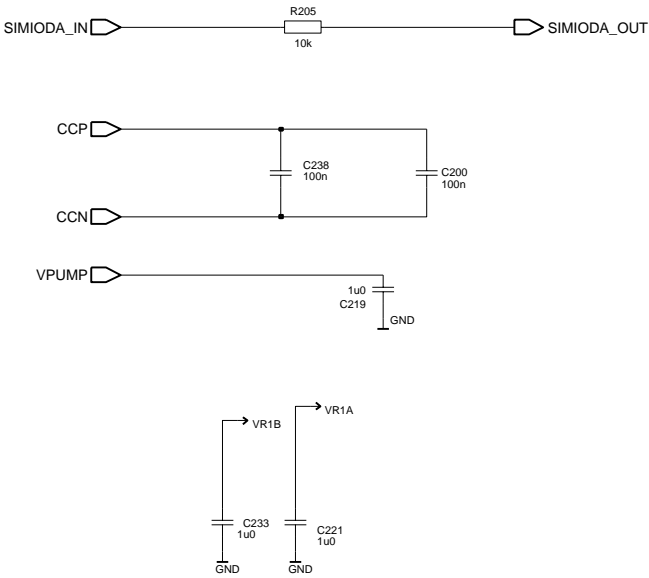 R205
SIMIODA_IN
SIMIODA_OUT
10k
CCP
C238
100n
C200
100n
CCN
VPUMP
1u0
C219
GND
VR1A
VR1B
C233
1u0
C221
1u0
GND
GND